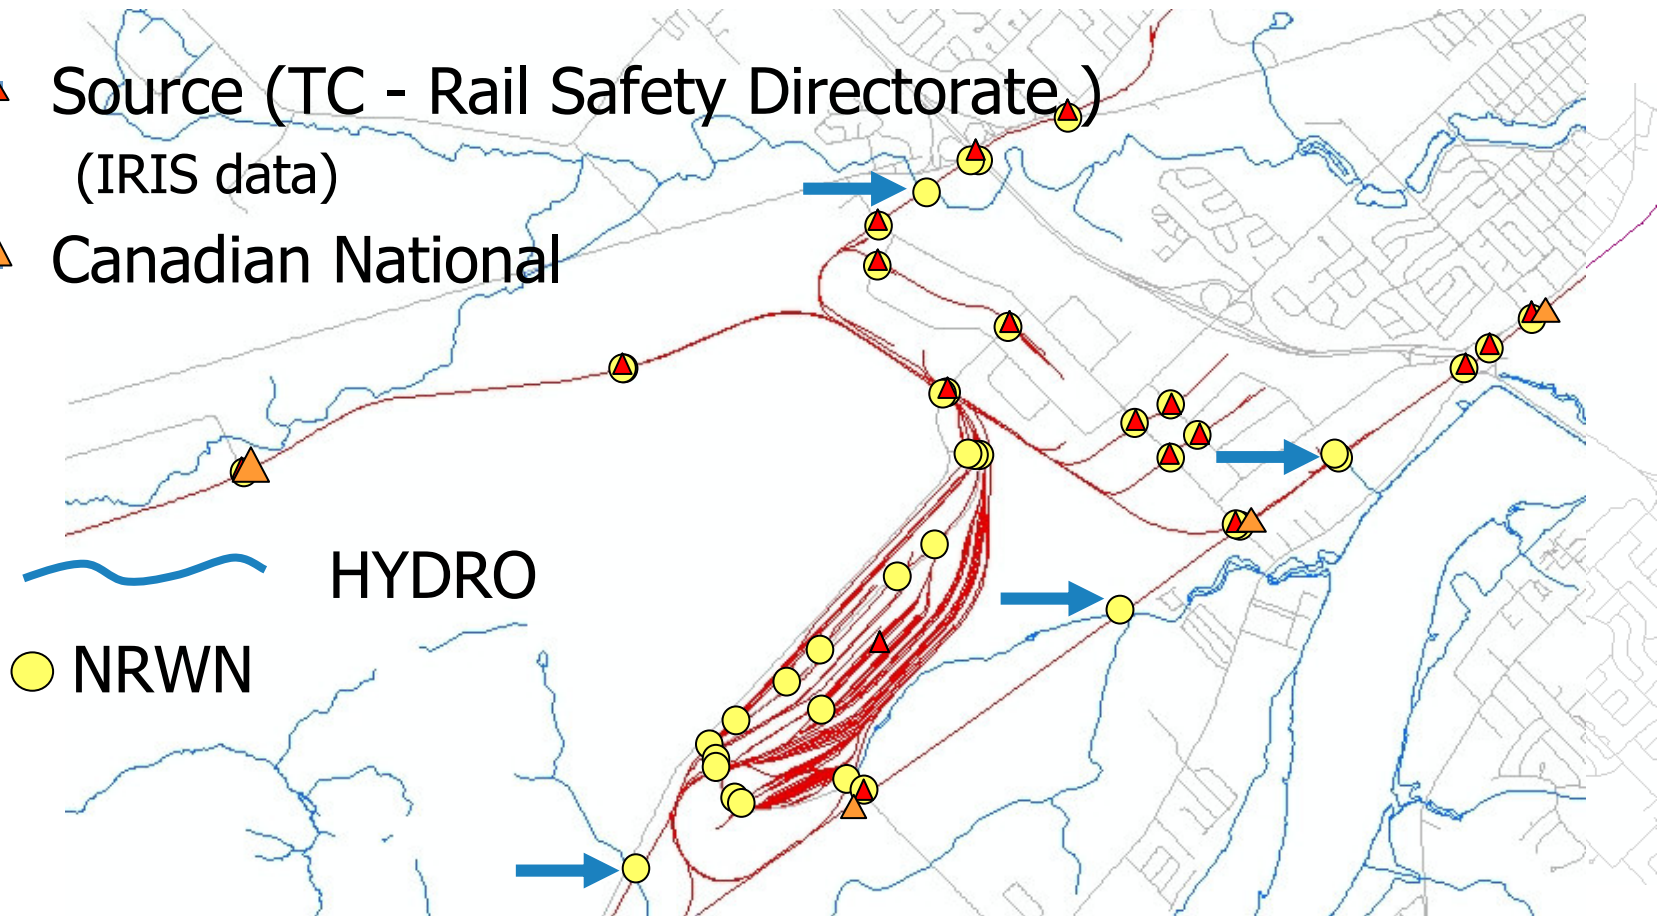 Source (TC - Rail Safety Directorate )
(IRIS data)
Canadian National
HYDRO
NRWN